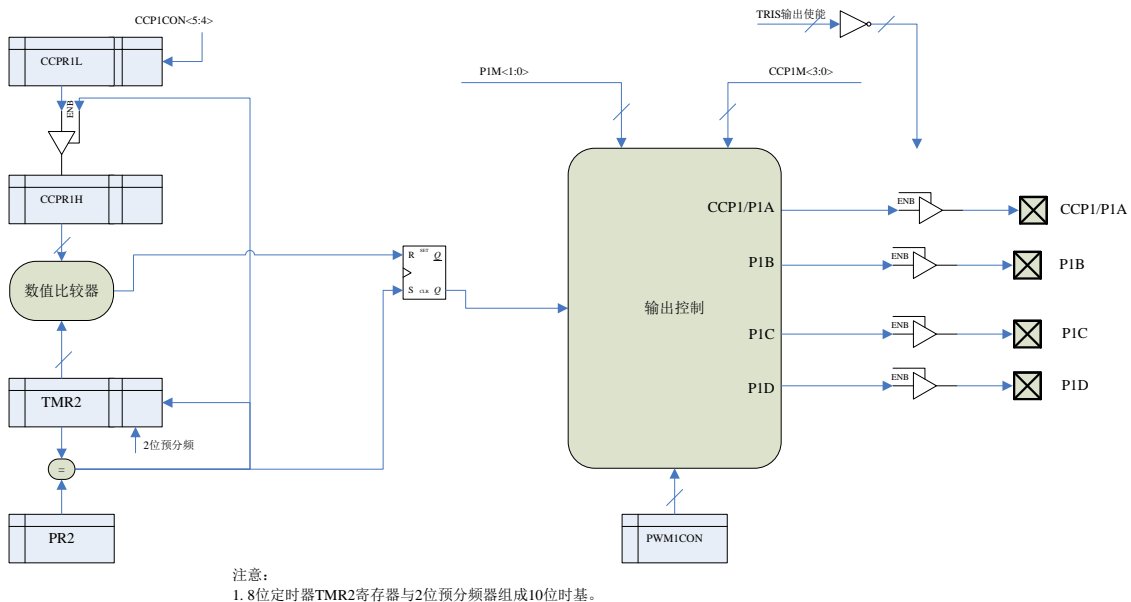 CCP1CON<5:4>
TRIS输出使能
CCPR1L
P1M<1:0>
CCP1M<3:0>
ENB
CCPR1H
CCP1/P1A
ENB
CCP1/P1A
R SET Q
S CLR Q
数值比较器
P1B
ENB
P1B
输出控制
P1C
ENB
P1C
TMR2
P1D
ENB
P1D
2位预分频
=
PR2
PWM1CON
注意：
1. 8位定时器TMR2寄存器与2位预分频器组成10位时基。